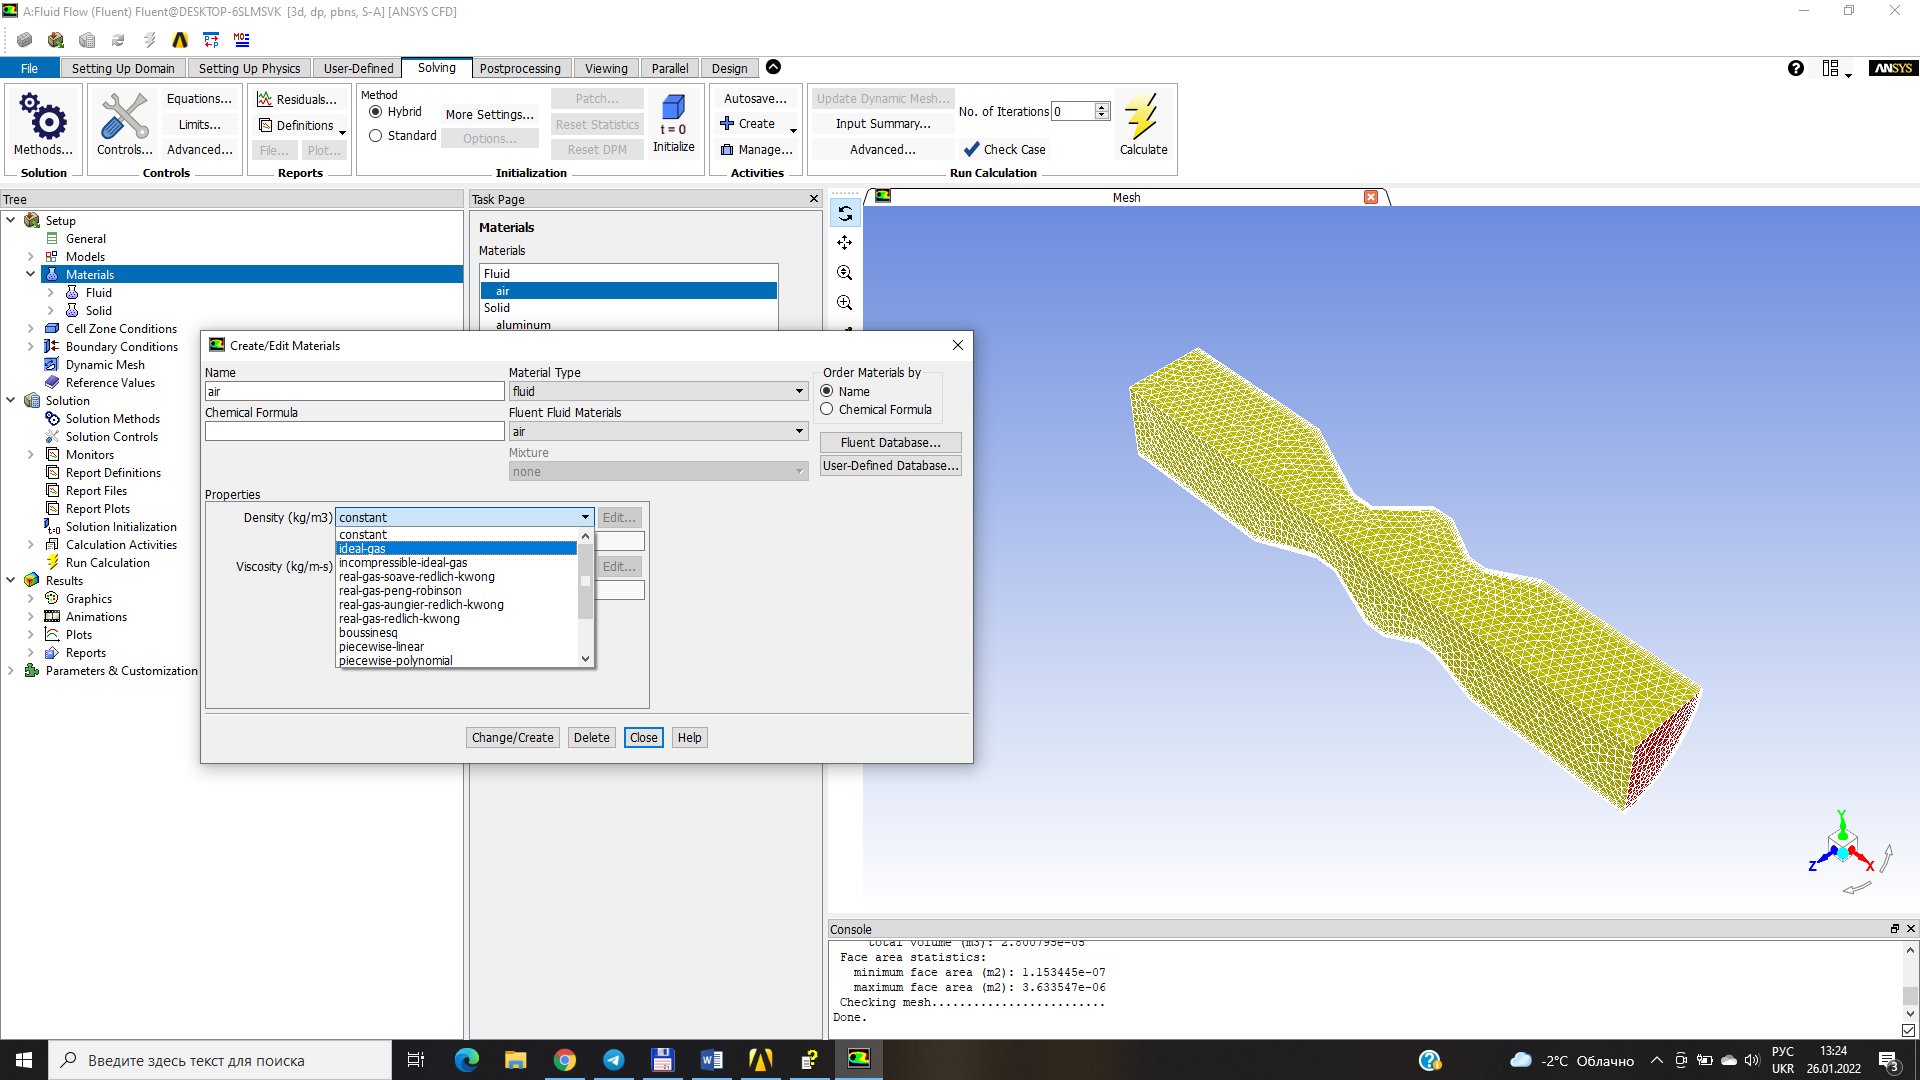 A:Fluid Flow (Fluent) Fluent@DESKTOP-6SLMSVK [3d, dp, pbns, S-A] [ANSYS CFD]
File
Setting Up Domain
Setting Up Physics
User-Defined
Solving
Postprocessing
Viewing
Parallel
Design
ANSYS
Methods...
Solution
Controls...
Equations...
Limits...
Advanced...
Controls
Residuals...
Definitions
File...
Plot...
Reports
Method
Hybrid
Standard
More Settings...
Options...
Patch...
Reset Statistics
Reset DPM
t = 0
Initialize
Initialization
Autosave...
Create
Manage...
Activities
Update Dynamic Mesh...
Input Summary...
Advanced...
No. of Iterations 0
Check Case
Calculate
Run Calculation
Tree
Setup
General
Models
Materials
Fluid
Solid
Cell Zone Conditions
Boundary Conditions
Dynamic Mesh
Reference Values
Solution
Solution Methods
Solution Controls
Monitors
Report Definitions
Report Files
Report Plots
Solution Initialization
Calculation Activities
Run Calculation
Results
Graphics
Animations
Plots
Reports
Parameters & Customization
Task Page
Materials
Materials
Fluid
air
Solid
aluminum
Create/Edit Materials
Name
air
Chemical Formula
Material Type
fluid
Fluent Fluid Materials
air
Mixture
none
Order Materials by
Name
Chemical Formula
Fluent Database...
User-Defined Database...
Properties
Density (kg/m3)
constant
Edit...
constant
ideal-gas
incompressible-ideal-gas
real-gas-soave-redlich-kwong
real-gas-peng-robinson
real-gas-aungier-redlich-kwong
real-gas-redlich-kwong
boussinesq
piecewise-linear
piecewise-polynomial
Viscosity (kg/m-s)
Edit...
Change/Create
Delete
Close
Help
Mesh
Y
Z
X
Console
total volume (m3): 2.800795e-05
Face area statistics:
minimum face area (m2): 1.153445e-07
maximum face area (m2): 3.633547e-06
Checking mesh.........................
Done.
Введите здесь текст для поиска
-2°C Облачно
РУС
UKR
13:24
26.01.2022
3